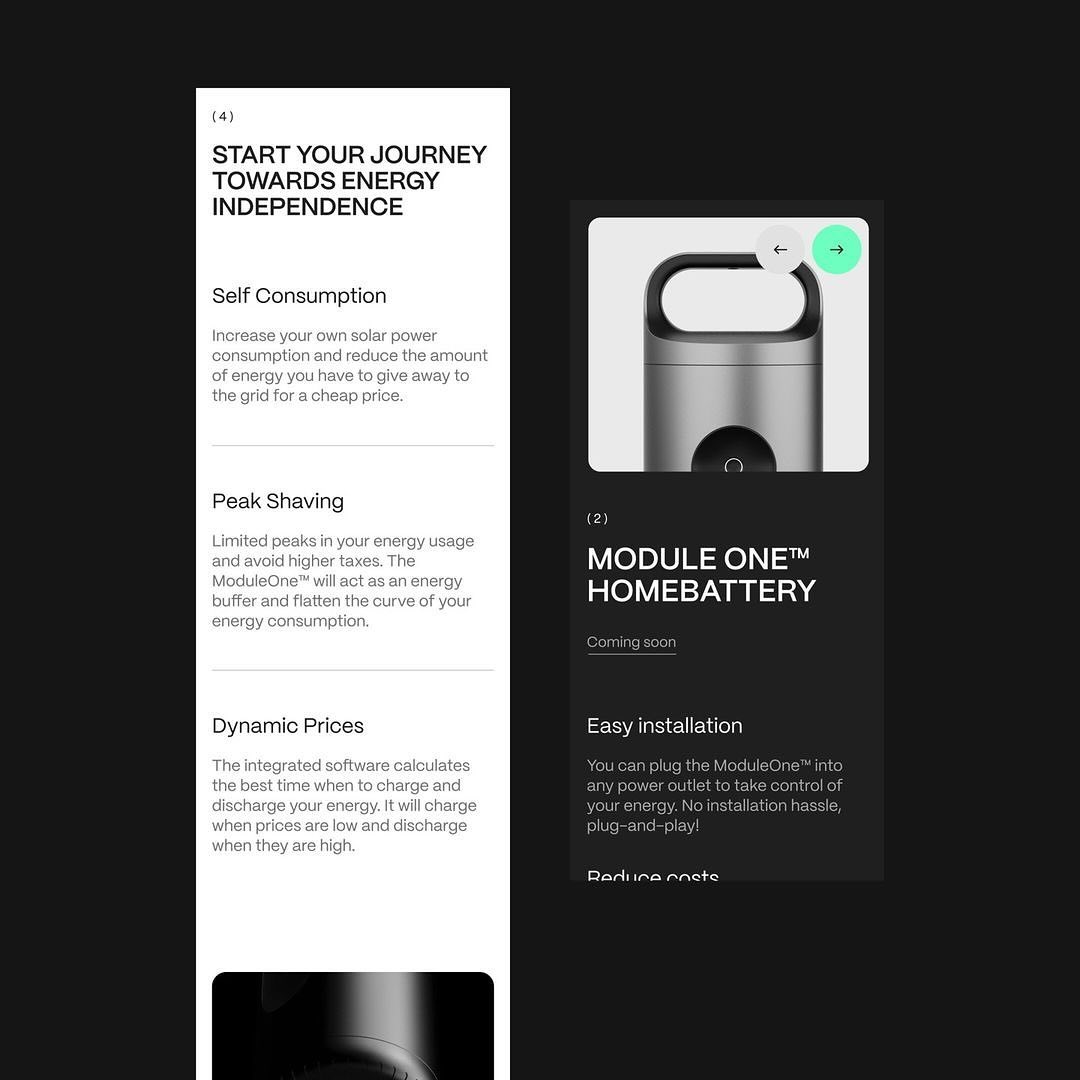 (4)
START YOUR JOURNEY
TOWARDS ENERGY
INDEPENDENCE
Self Consumption
Increase your own solar power
consumption and reduce the amount
of energy you have to give away to
the grid for a cheap price.
Peak Shaving
Limited peaks in your energy usage
and avoid higher taxes. The
ModuleOne™ will act as an energy
buffer and flatten the curve of your
energy consumption.
Dynamic Prices
The integrated software calculates
the best time when to charge and
discharge your energy. It will charge
when prices are low and discharge
when they are high.
(2)
MODULE ONE™
HOMEBATTERY
Coming soon
Easy installation
You can plug the ModuleOne™ into
any power outlet to take control of
your energy. No installation hassle,
plug-and-play!
Reduce costs